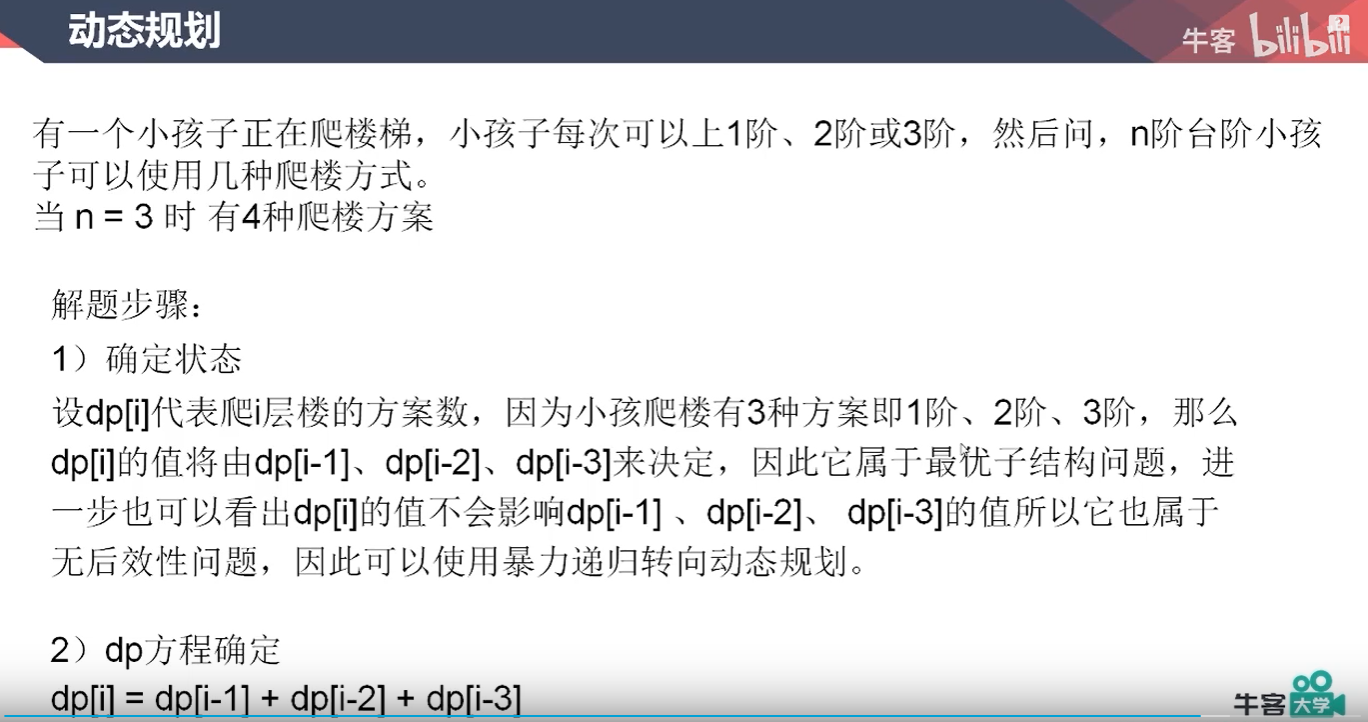 动态规划
牛客 bilibili
有一个小孩子正在爬楼梯，小孩子每次可以上1阶、2阶或3阶，然后问，n阶台阶小孩
子可以使用几种爬楼方式。
当 n = 3 时 有4种爬楼方案
解题步骤：
1）确定状态
设dp[i]代表爬i层楼的方案数，因为小孩爬楼有3种方案即1阶、2阶、3阶，那么
dp[i]的值将由dp[i-1]、dp[i-2]、dp[i-3]来决定，因此它属于最优子结构问题，进
一步也可以看出dp[i]的值不会影响dp[i-1] 、dp[i-2]、 dp[i-3]的值所以它也属于
无后效性问题，因此可以使用暴力递归转向动态规划。
2）dp方程确定
dp[i] = dp[i-1] + dp[i-2] + dp[i-3]
牛客大学